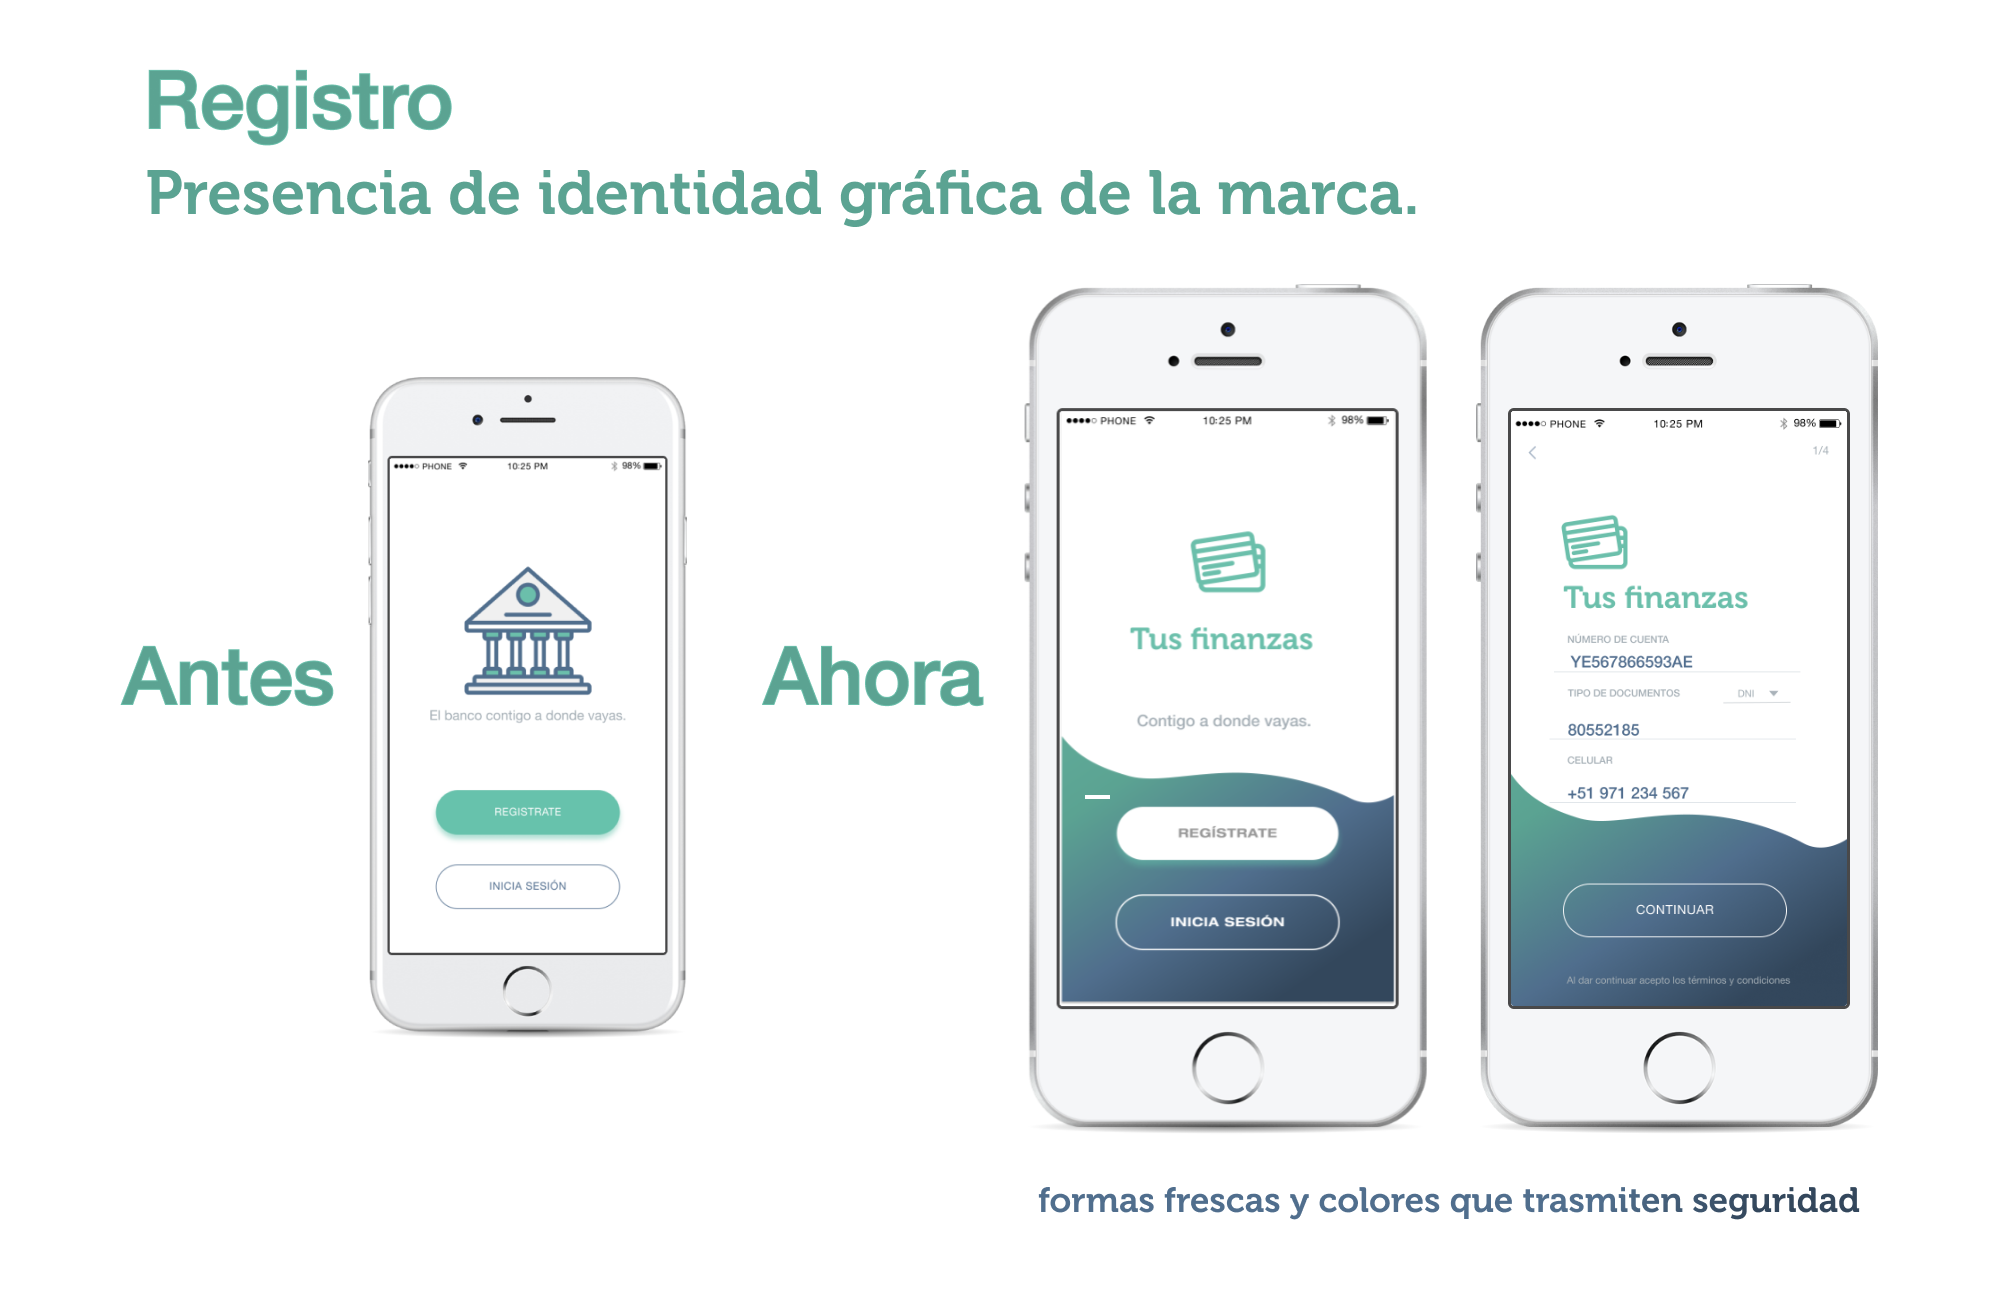 Registro
Presencia de identidad gráfica de la marca.
Antes
PHONE 10:25 PM 98%
El banco contigo a donde vayas.
REGISTRATE
INICIA SESIÓN
Ahora
PHONE 10:25 PM 98%
Tus finanzas
Contigo a donde vayas.
REGÍSTRATE
INICIA SESIÓN
PHONE 10:25 PM 98%
1/4
Tus finanzas
NÚMERO DE CUENTA
YE567866593AE
TIPO DE DOCUMENTOS DNI
80552185
CELULAR
+51 971 234 567
CONTINUAR
Al dar continuar acepto los términos y condiciones
formas frescas y colores que trasmiten seguridad